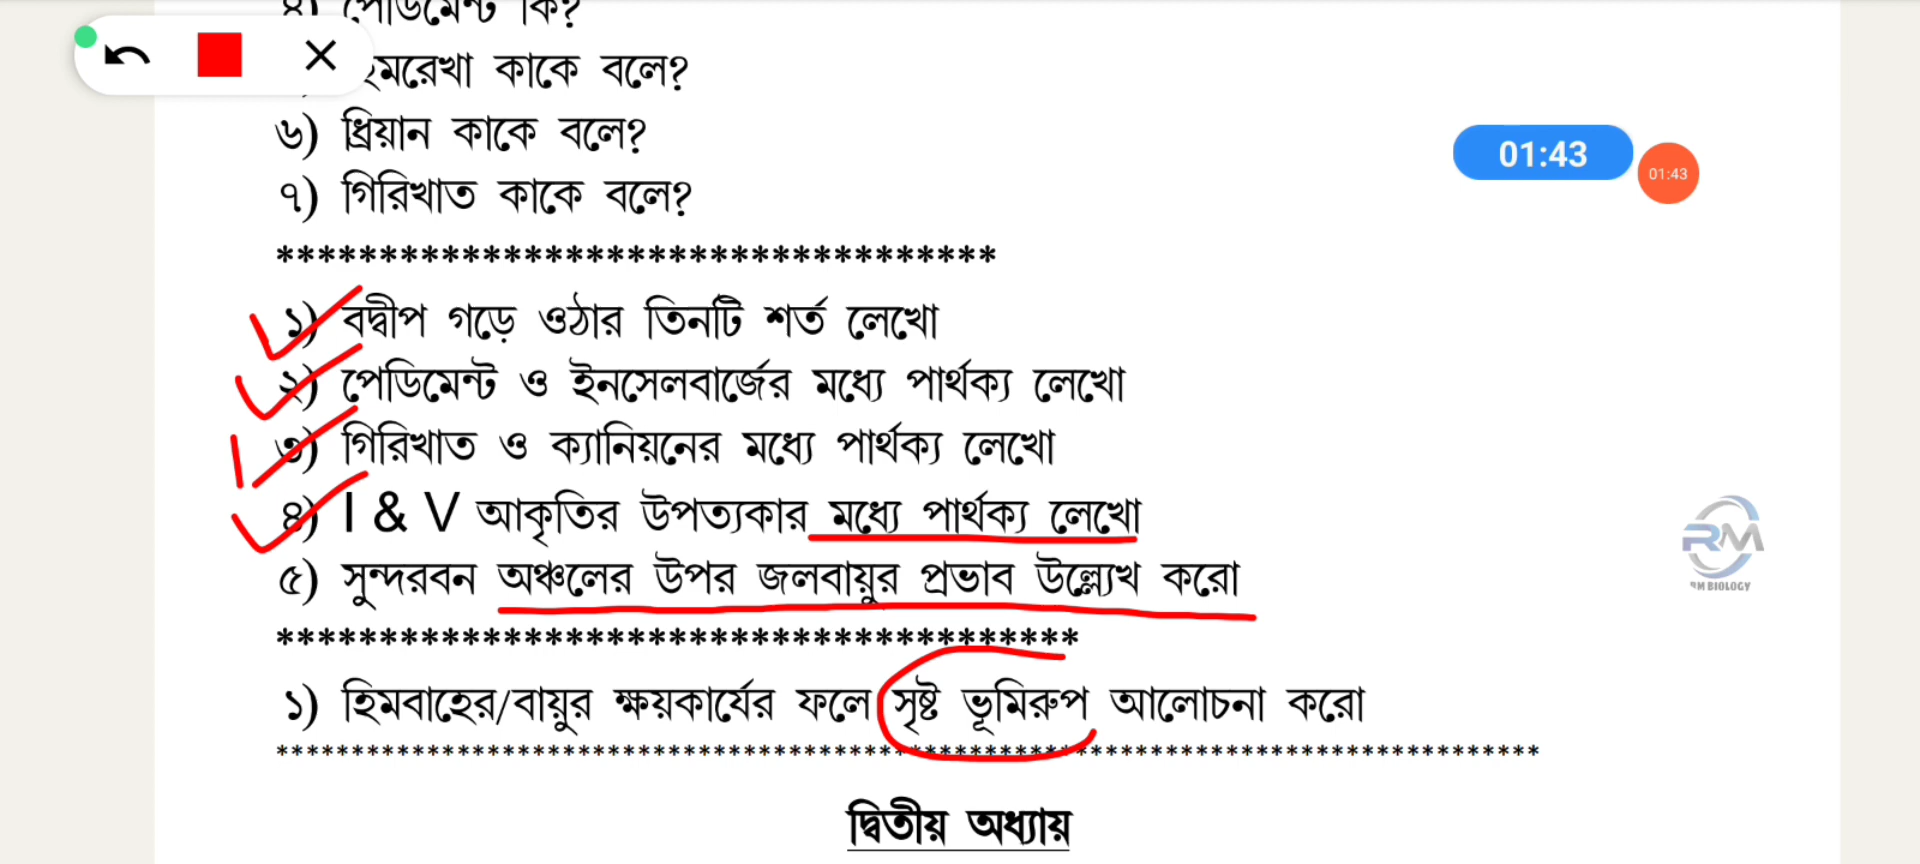 ৪) পেডিমেন্ট কি?
হিমরেখা কাকে বলে?
৬) ধ্রিয়ান কাকে বলে?
৭) গিরিখাত কাকে বলে?
01:43
01:43
***********************************
১) বদ্বীপ গড়ে ওঠার তিনটি শর্ত লেখো
২) পেডিমেন্ট ও ইনসেলবার্জের মধ্যে পার্থক্য লেখো
৩) গিরিখাত ও ক্যানিয়নের মধ্যে পার্থক্য লেখো
৪) I & V আকৃতির উপত্যকার মধ্যে পার্থক্য লেখো
৫) সুন্দরবন অঞ্চলের উপর জলবায়ুর প্রভাব উল্ল্যেখ করো
RM
RM BIOLOGY
***************************************
১) হিমবাহের/বায়ুর ক্ষয়কার্যের ফলে সৃষ্ট ভূমিরুপ আলোচনা করো
************************************************************************************
দ্বিতীয় অধ্যায়